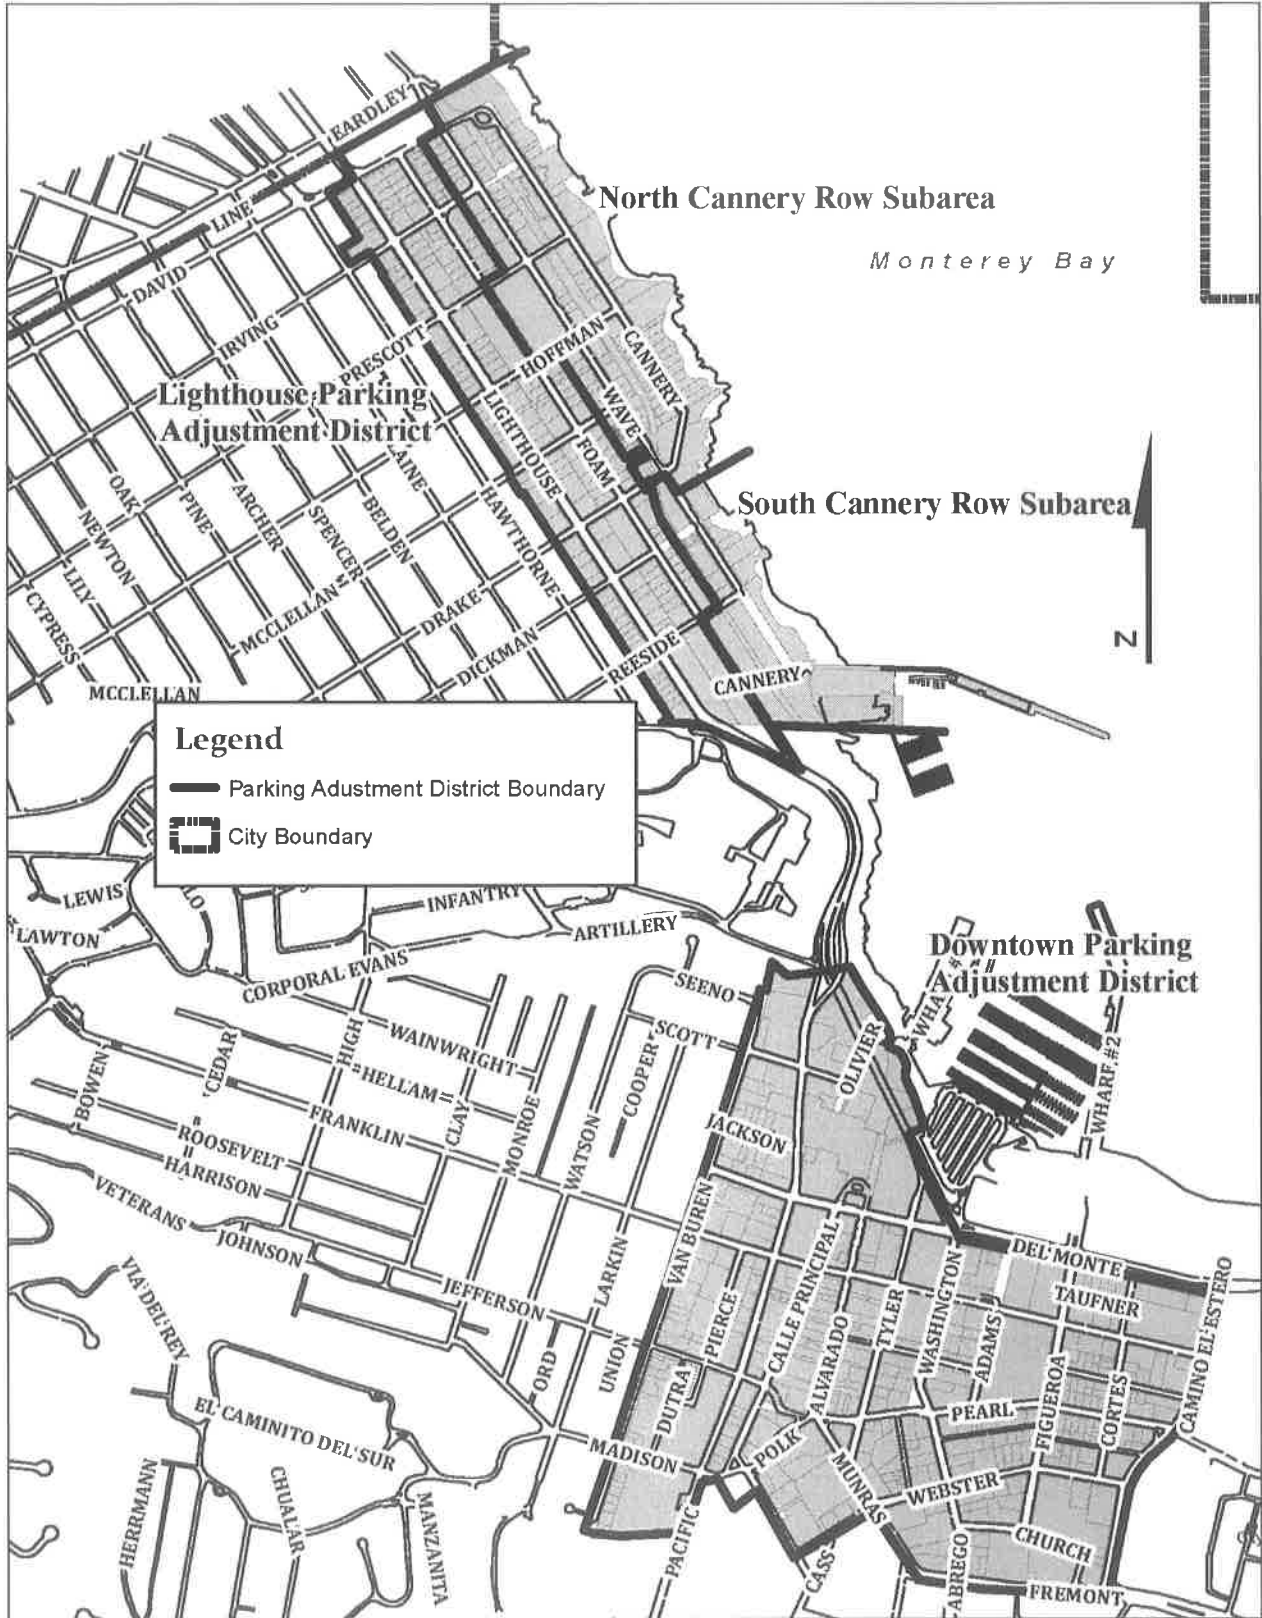 EARDLEY
North Cannery Row Subarea
LINE
Monterey Bay
DAVID
IRVING
PRESCOTT
HOFFMAN
CANNERY
Lighthouse Parking
Adjustment District
LIGHTHOUSE
WAVE
FOAM
OAK
PINE
ARCHER
SPENCER
BELDEN
HAWTHORNE
South Cannery Row Subarea
NEWTON
LILY
CYPRESS
MCCLELLAN
DRAKE
DICKMAN
REESIDE
N
CANNERY
MCCLELLAN
Legend
Parking Adustment District Boundary
City Boundary
LEWIS
INFANTRY
LAWTON
ARTILLERY
CORPORAL EVANS
Downtown Parking
Adjustment District
SEENO
SCOTT
OLIVIER
WHARF #2
WAINWRIGHT
CEDAR
HIGH
HELLAM
COOPER
BOWEN
FRANKLIN
CLAY
MONROE
WATSON
JACKSON
ROOSEVELT
HARRISON
VETERANS
JOHNSON
VAN BUREN
CALLE PRINCIPAL
DEL MONTE
TAUFNER
CAMINO EL ESTERO
VIA DEL REY
JEFFERSON
LARKIN
PIERCE
ALVARADO
TYLER
WASHINGTON
ADAMS
ORD
UNION
DUTRA
FIGUEROA
CORTES
PEARL
EL CAMINITO DEL SUR
MADISON
POLK
MUNRAS
WEBSTER
HERRMANN
CHUALAR
MANZANITA
PACIFIC
CASS
ABREGO
CHURCH
FREMONT